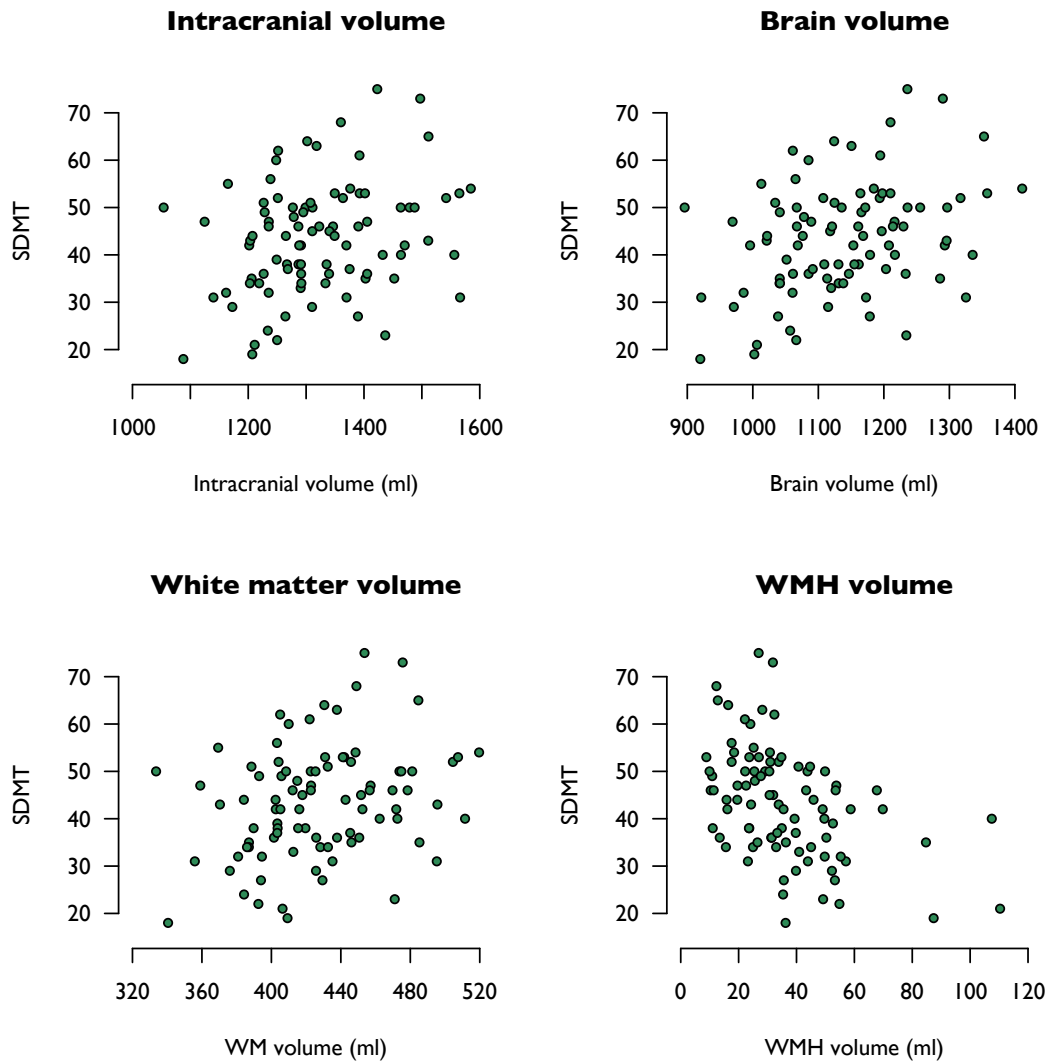 Intracranial volume
SDMT
70
60
50
40
30
20
1000 1200 1400 1600
Intracranial volume (ml)
Brain volume
SDMT
70
60
50
40
30
20
900 1000 1100 1200 1300 1400
Brain volume (ml)
White matter volume
SDMT
70
60
50
40
30
20
320 360 400 440 480 520
WM volume (ml)
WMH volume
SDMT
70
60
50
40
30
20
0 20 40 60 80 100 120
WMH volume (ml)